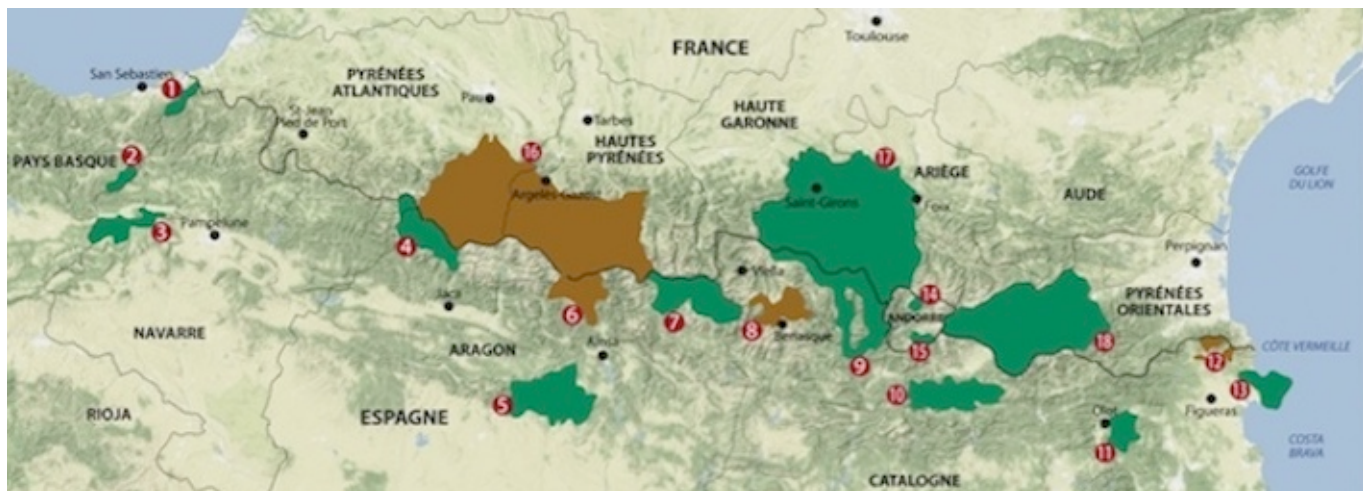 FRANCE
Toulouse
San Sebastien
1
PYRÉNÉES
ATLANTIQUES
Pau
Tarbes
HAUTE
GARONNE
St Jean
Pied de Port
HAUTES
PYRÉNÉES
PAYS BASQUE
2
16
17
ARIÈGE
GOLFE
DU LION
Argelès-Gazost
Saint-Girons
AUDE
Foix
3
Pampelune
4
Perpignan
Viella
14
PYRÉNÉES
ORIENTALES
Jaca
6
7
8
Benasque
ANDORRE
NAVARRE
ARAGON
Aïnsa
15
18
CÔTE VERMEILLE
12
9
5
10
13
RIOJA
ESPAGNE
Olot
Figueras
11
COSTA
BRAVA
CATALOGNE